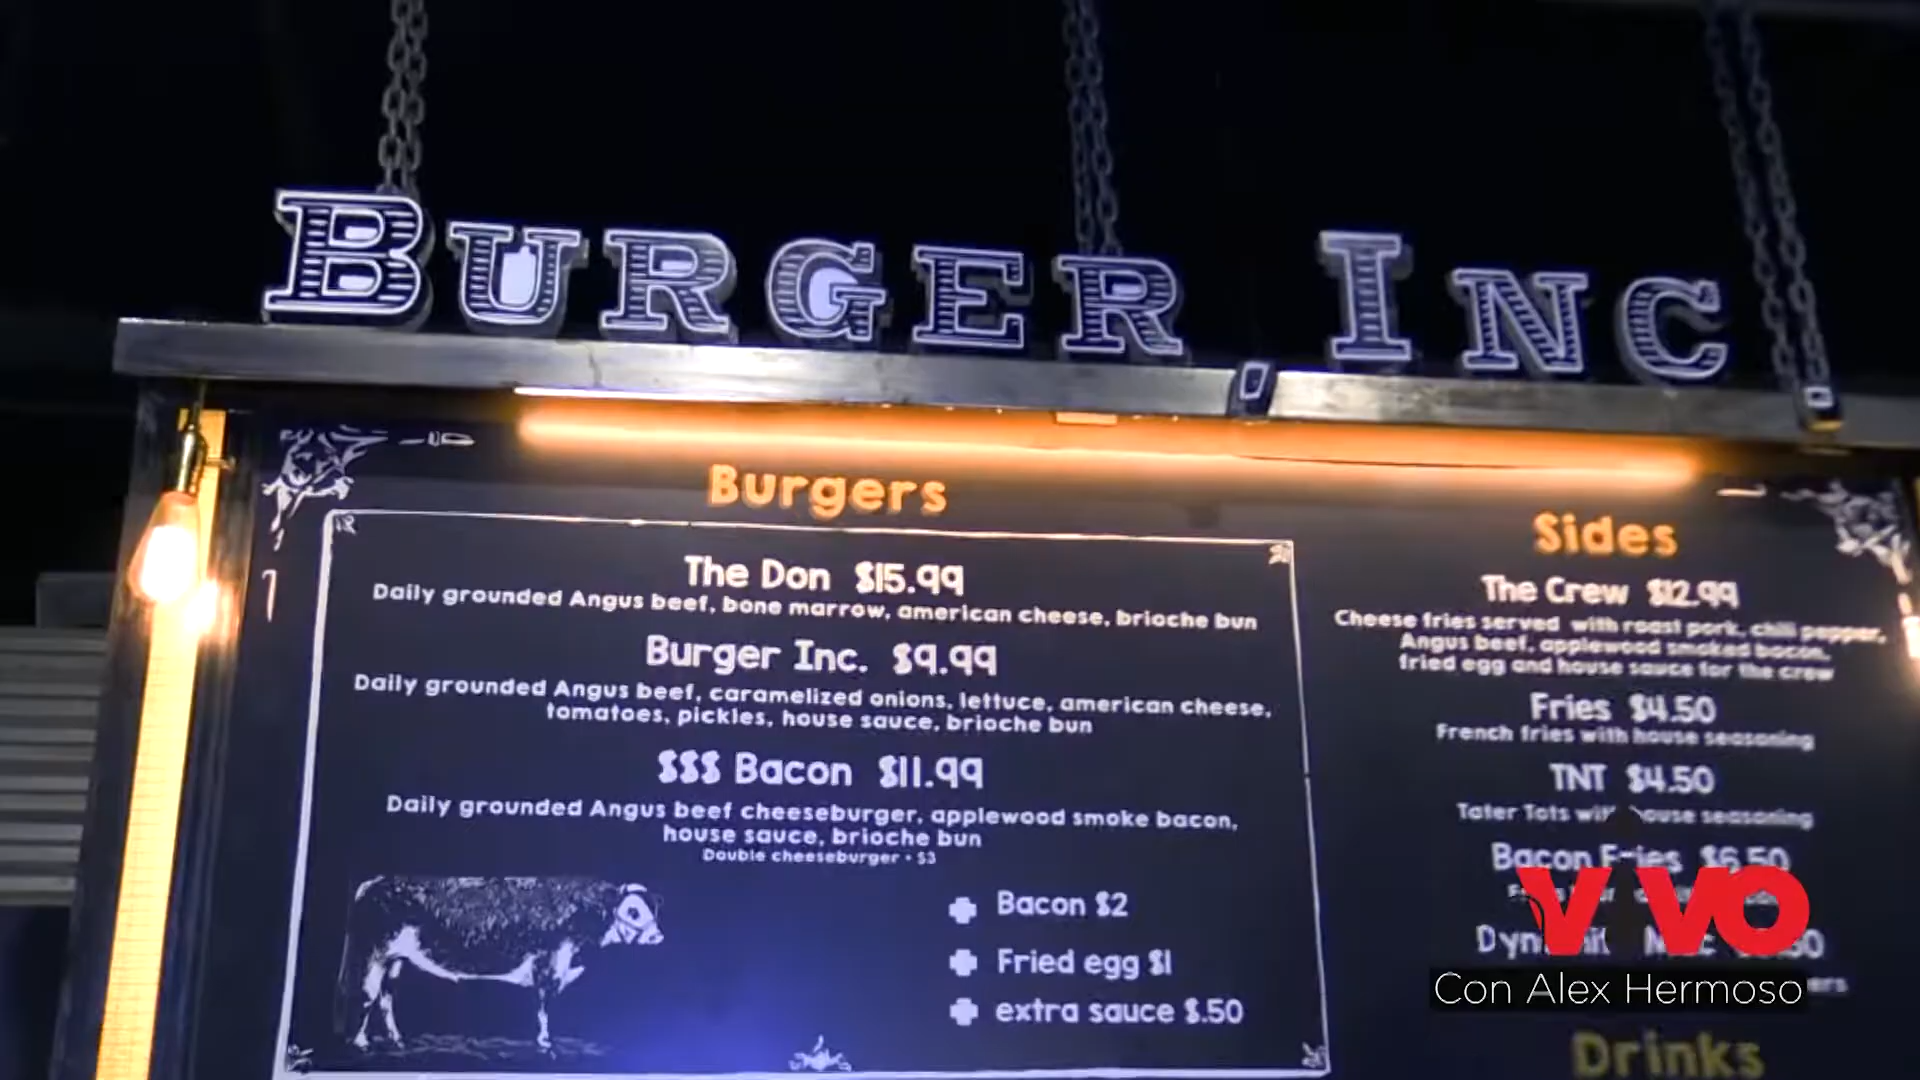 BURGER, INC.
Burgers
The Don $15.99
Daily grounded Angus beef, bone marrow, american cheese, brioche bun
Burger Inc. $9.99
Daily grounded Angus beef, caramelized onions, lettuce, american cheese,
tomatoes, pickles, house sauce, brioche bun
$$$ Bacon $11.99
Daily grounded Angus beef cheeseburger, applewood smoke bacon,
house sauce, brioche bun
Double cheeseburger • $3
Bacon $2
Fried egg $1
extra sauce $.50
Sides
The Crew $12.99
Cheese fries served with roast pork, chili pepper,
Angus beef, applewood smoked bacon,
fried egg and house sauce for the crew
Fries $4.50
French fries with house seasoning
TNT $4.50
Tater Tots with house seasoning
Bacon Fries $6.50
VIVO
Con Alex Hermoso
Drinks